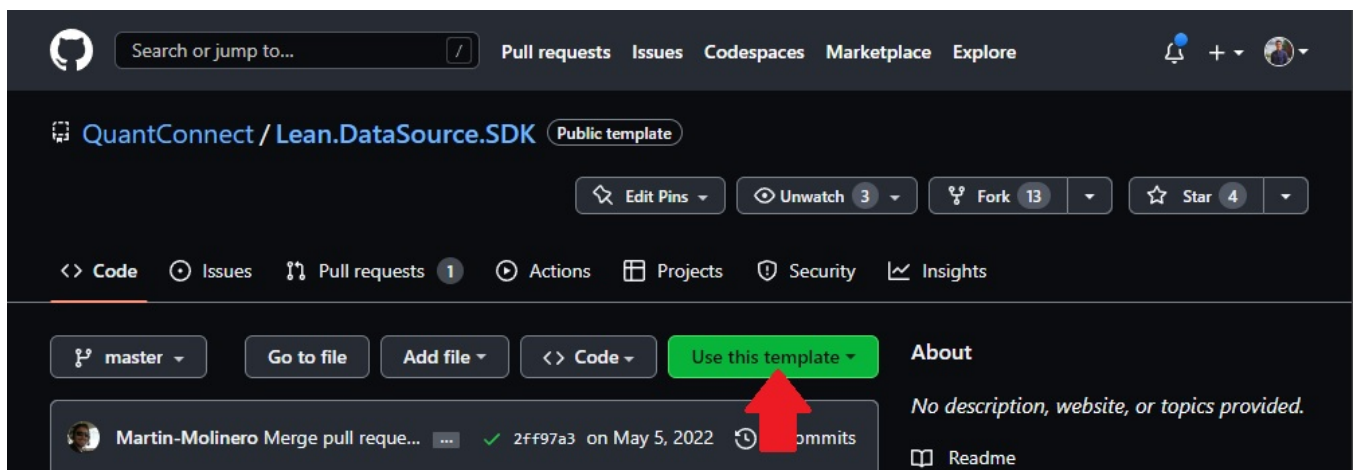 Search or jump to... / Pull requests Issues Codespaces Marketplace Explore
QuantConnect / Lean.DataSource.SDK Public template
Edit Pins Unwatch 3 Fork 13 Star 4
<> Code Issues Pull requests 1 Actions Projects Security Insights
master Go to file Add file <> Code Use this template About
No description, website, or topics provided.
Martin-Molinero Merge pull reque... ... 2ff97a3 on May 5, 2022
Readme